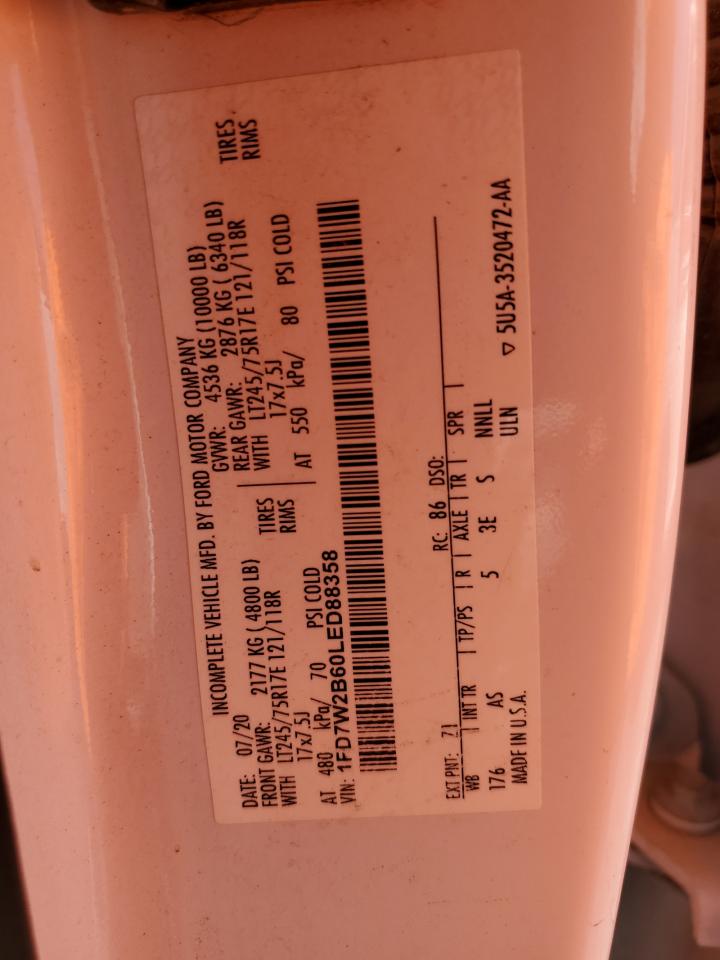 INCOMPLETE VEHICLE MFD. BY FORD MOTOR COMPANY
DATE: 07/20 GVWR: 4536 KG (10000 LB)
FRONT GAWR: 2177 KG ( 4800 LB) REAR GAWR: 2876 KG ( 6340 LB)
WITH LT245/75R17E 121/118R TIRES WITH LT245/75R17E 121/118R TIRES
17x7.5J RIMS 17x7.5J RIMS
AT 480 kPa/ 70 PSI COLD AT 550 kPa/ 80 PSI COLD
VIN: 1FD7W2B60LED88358
EXT PNT: Z1 RC: 86 DSO:
WB INT TR TP/PS R AXLE TR SPR
176 AS 5 3E S NNLL
MADE IN U.S.A. ULN ▽ 5U5A-3520472-AA